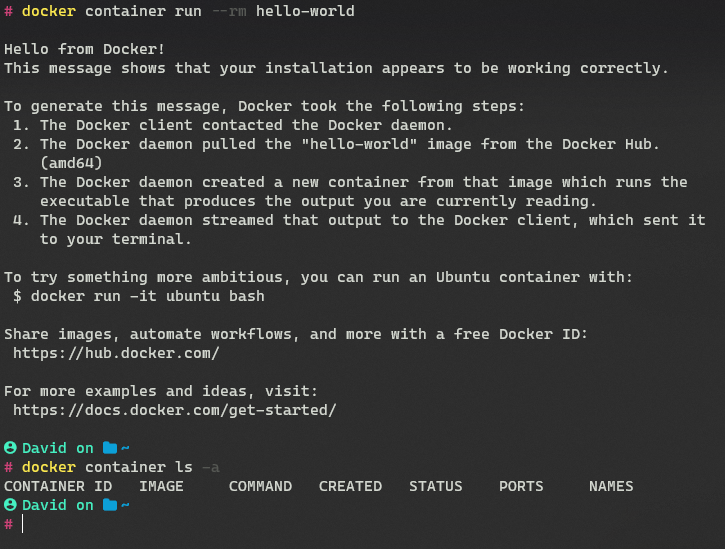 # docker container run --rm hello-world
Hello from Docker!
This message shows that your installation appears to be working correctly.
To generate this message, Docker took the following steps:
1. The Docker client contacted the Docker daemon.
2. The Docker daemon pulled the "hello-world" image from the Docker Hub.
(amd64)
3. The Docker daemon created a new container from that image which runs the
executable that produces the output you are currently reading.
4. The Docker daemon streamed that output to the Docker client, which sent it
to your terminal.
To try something more ambitious, you can run an Ubuntu container with:
$ docker run -it ubuntu bash
Share images, automate workflows, and more with a free Docker ID:
https://hub.docker.com/
For more examples and ideas, visit:
https://docs.docker.com/get-started/
David on ~
# docker container ls -a
CONTAINER ID IMAGE COMMAND CREATED STATUS PORTS NAMES
David on ~
#